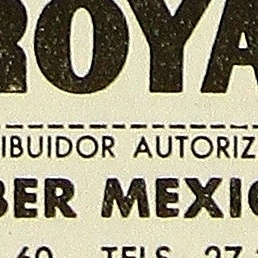 ROYA
IBUIDOR AUTORIZ
BER MEXIC
60 TELS. 27